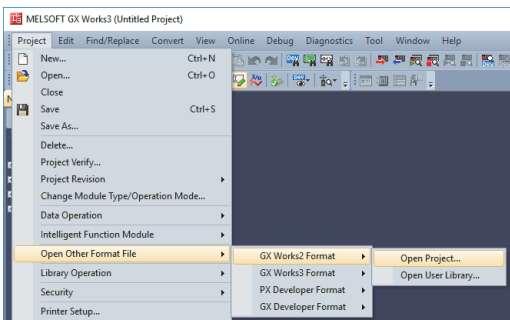 MELSOFT GX Works3 (Untitled Project)
Project Edit Find/Replace Convert View Online Debug Diagnostics Tool Window Help
New... Ctrl+N
Open... Ctrl+O
Close
Save Ctrl+S
Save As...
Delete...
Project Verify...
Project Revision
Change Module Type/Operation Mode...
Data Operation
Intelligent Function Module
Open Other Format File
GX Works2 Format
Open Project...
Library Operation
GX Works3 Format
Open User Library...
Security
PX Developer Format
Printer Setup...
GX Developer Format